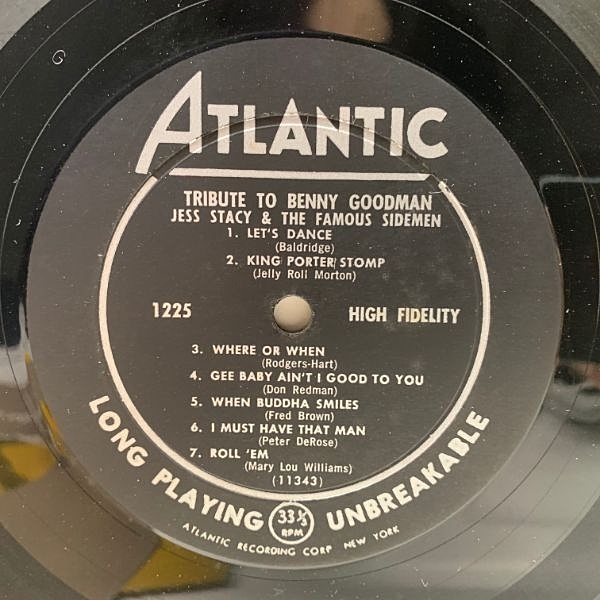 ATLANTIC
TRIBUTE TO BENNY GOODMAN
JESS STACY & THE FAMOUS SIDEMEN
1. LET'S DANCE
(Baldridge)
2. KING PORTER STOMP
(Jelly Roll Morton)
1225 HIGH FIDELITY
3. WHERE OR WHEN
(Rodgers-Hart)
4. GEE BABY AIN'T I GOOD TO YOU
(Don Redman)
5. WHEN BUDDHA SMILES
(Fred Brown)
6. I MUST HAVE THAT MAN
(Peter DeRose)
7. ROLL 'EM
(Mary Lou Williams)
(11343)
LONG PLAYING 33 1/3 RPM UNBREAKABLE
ATLANTIC RECORDING CORP NEW YORK